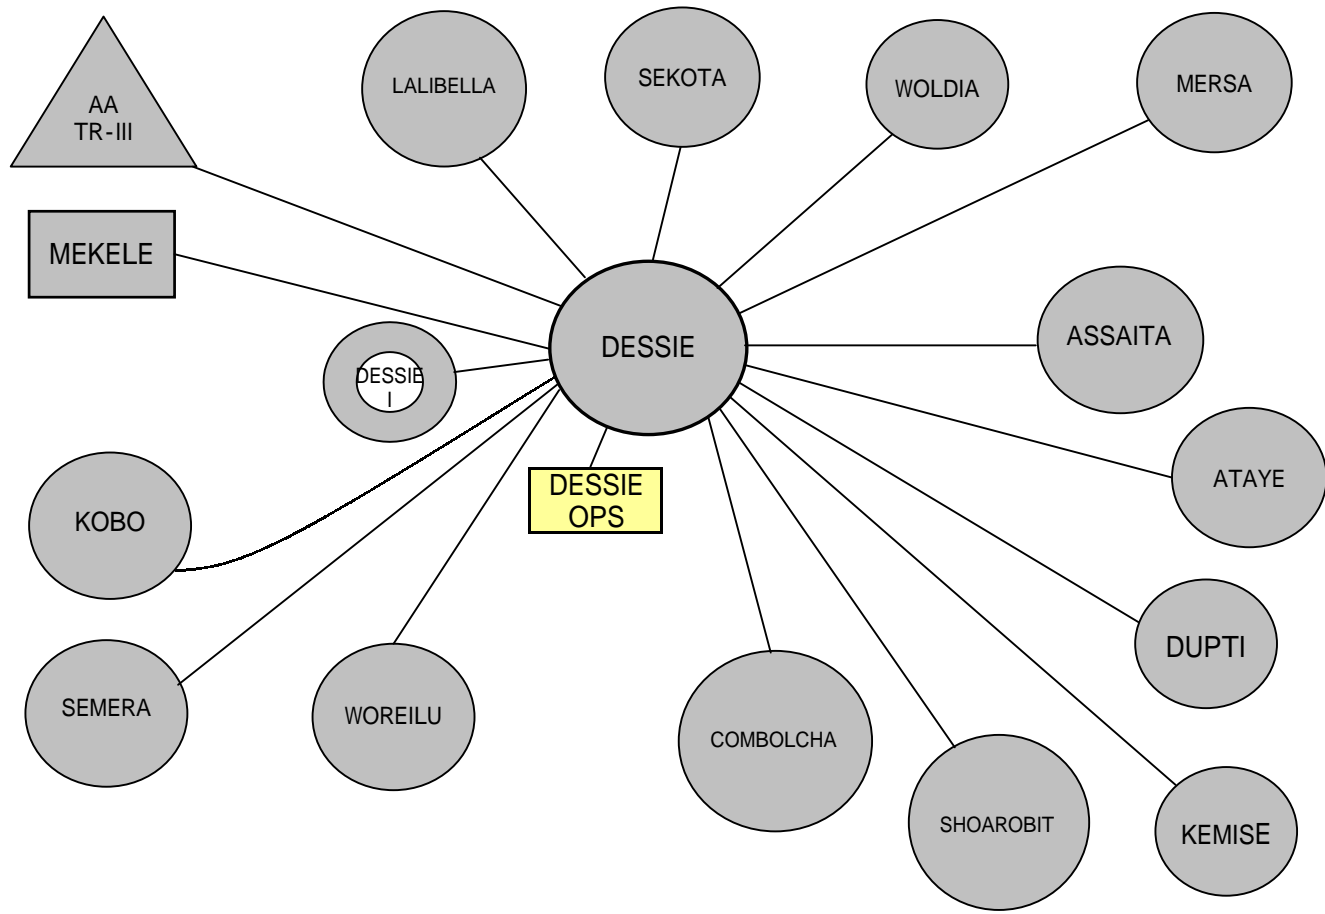 AA
TR-III
LALIBELLA
SEKOTA
WOLDIA
MERSA
MEKELE
DESSIE
ASSAITA
DESSIE
I
ATAYE
KOBO
DESSIE
OPS
DUPTI
SEMERA
WOREILU
COMBOLCHA
SHOAROBIT
KEMISE